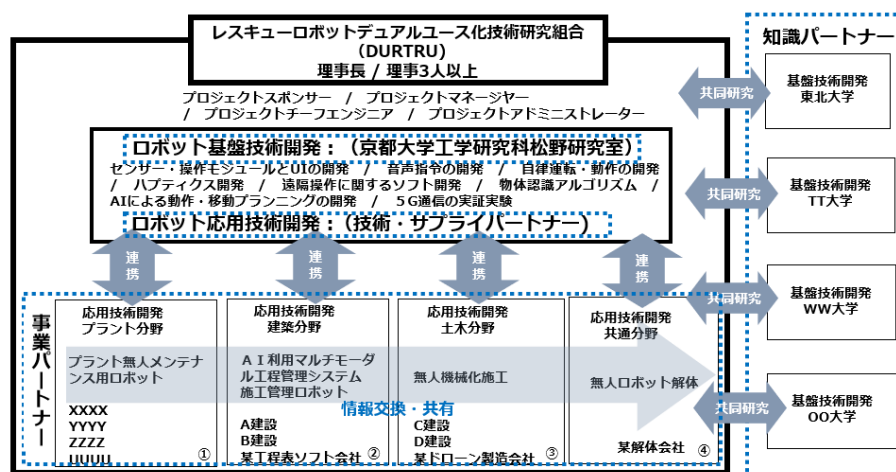 レスキューロボットデュアルユース化技術研究組合
（DURTRU）
理事長 / 理事3人以上
知識パートナー
プロジェクトスポンサー / プロジェクトマネージャー
/ プロジェクトチーフエンジニア / プロジェクトアドミニストレーター
共同研究
基盤技術開発
東北大学
ロボット基盤技術開発：（京都大学工学研究科松野研究室）
センサー・操作モジュールとUIの開発 / 音声指令の開発 / 自律運転・動作の開発
/ ハプティクス開発 / 遠隔操作に関するソフト開発 / 物体認識アルゴリズム /
AIによる動作・移動プランニングの開発 / ５G通信の実証実験
ロボット応用技術開発：（技術・サプライパートナー)
共同研究
基盤技術開発
TT大学
連携
連携
連携
連携
共同研究
基盤技術開発
WW大学
事業パートナー
応用技術開発
プラント分野
プラント無人メンテナ
ンス用ロボット
XXXX
YYYY
ZZZZ
UUUU
①
応用技術開発
建築分野
ＡＩ利用マルチモーダ
ル工程管理システム
施工管理ロボット
情報交換・共有
A建設
B建設
某工程表ソフト会社
②
応用技術開発
土木分野
無人機械化施工
C建設
D建設
某ドローン製造会社
③
応用技術開発
共通分野
無人ロボット解体
某解体会社
④
共同研究
基盤技術開発
OO大学